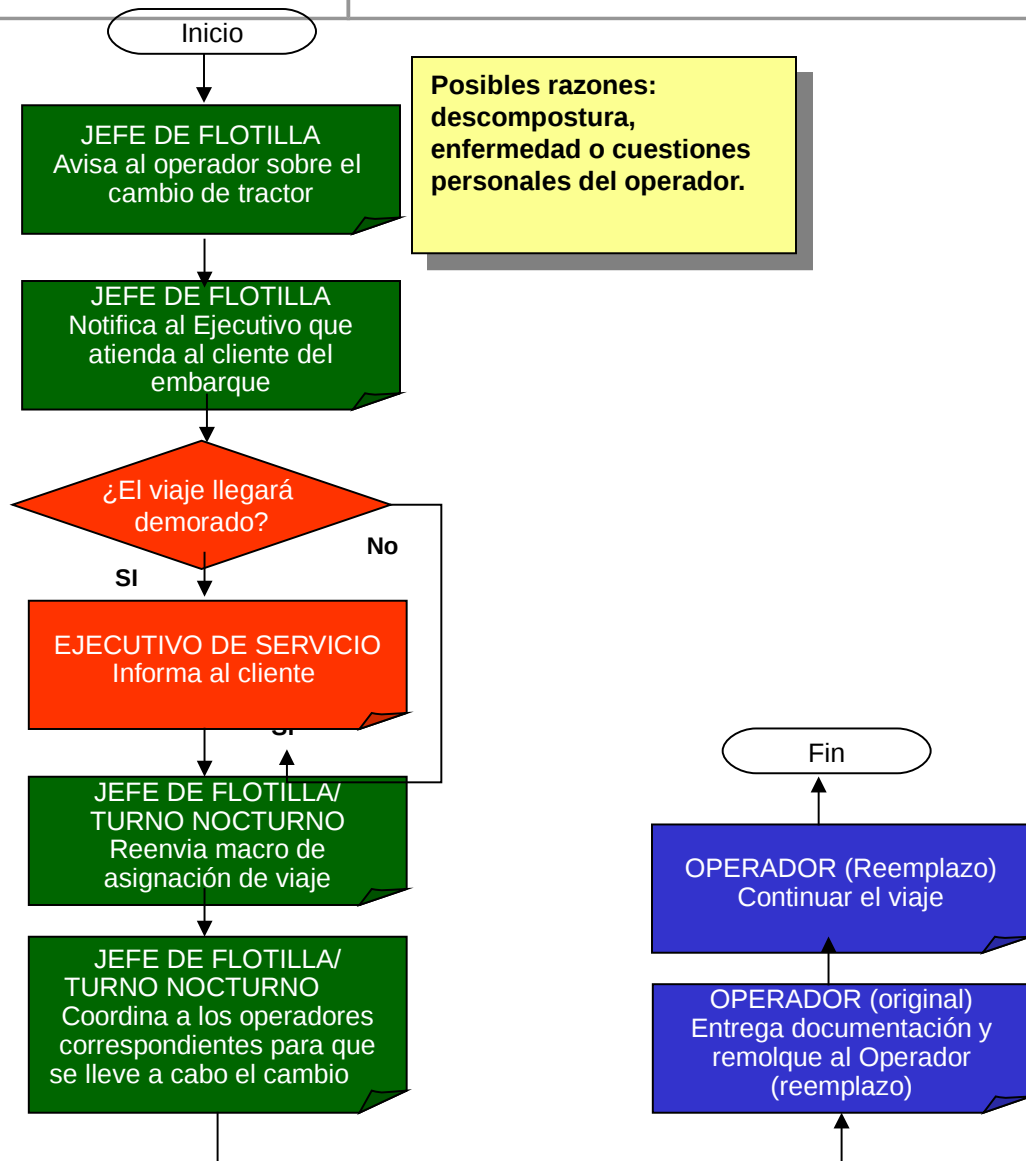 Inicio
Posibles razones:
descompostura,
enfermedad o cuestiones
personales del operador.
JEFE DE FLOTILLA
Avisa al operador sobre el
cambio de tractor
JEFE DE FLOTILLA
Notifica al Ejecutivo que
atienda al cliente del
embarque
¿El viaje llegará
demorado?
No
SI
EJECUTIVO DE SERVICIO
Informa al cliente
JEFE DE FLOTILLA/
TURNO NOCTURNO
Reenvia macro de
asignación de viaje
JEFE DE FLOTILLA/
TURNO NOCTURNO
Coordina a los operadores
correspondientes para que
se lleve a cabo el cambio
Fin
OPERADOR (Reemplazo)
Continuar el viaje
OPERADOR (original)
Entrega documentación y
remolque al Operador
(reemplazo)